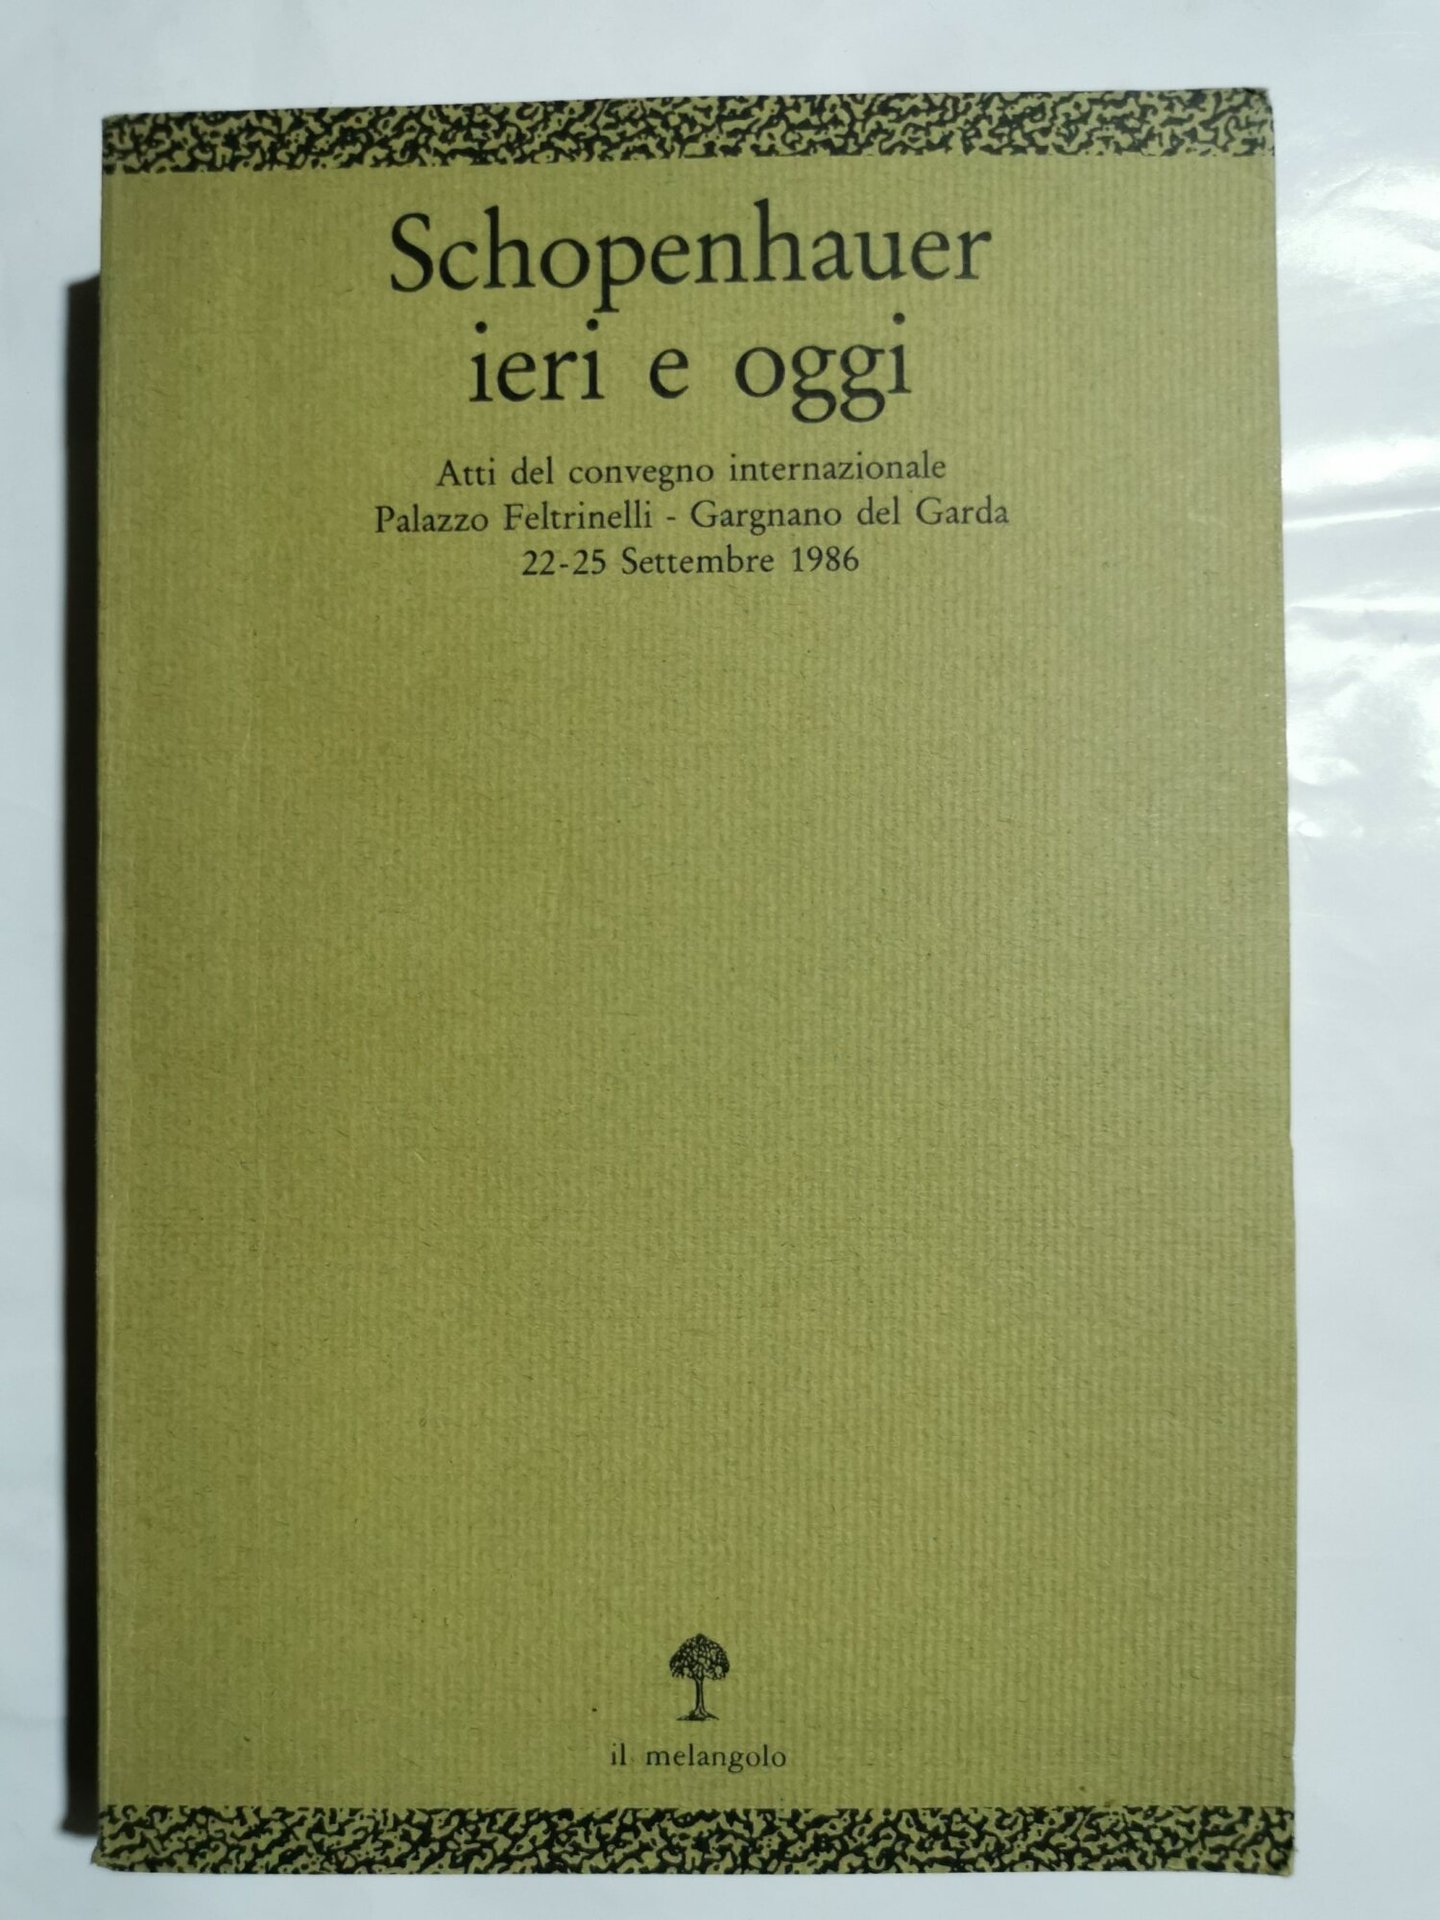 Schopenhauer
ieri e oggi
Atti del convegno internazionale
Palazzo Feltrinelli - Gargnano del Garda
22-25 Settembre 1986
il melangolo